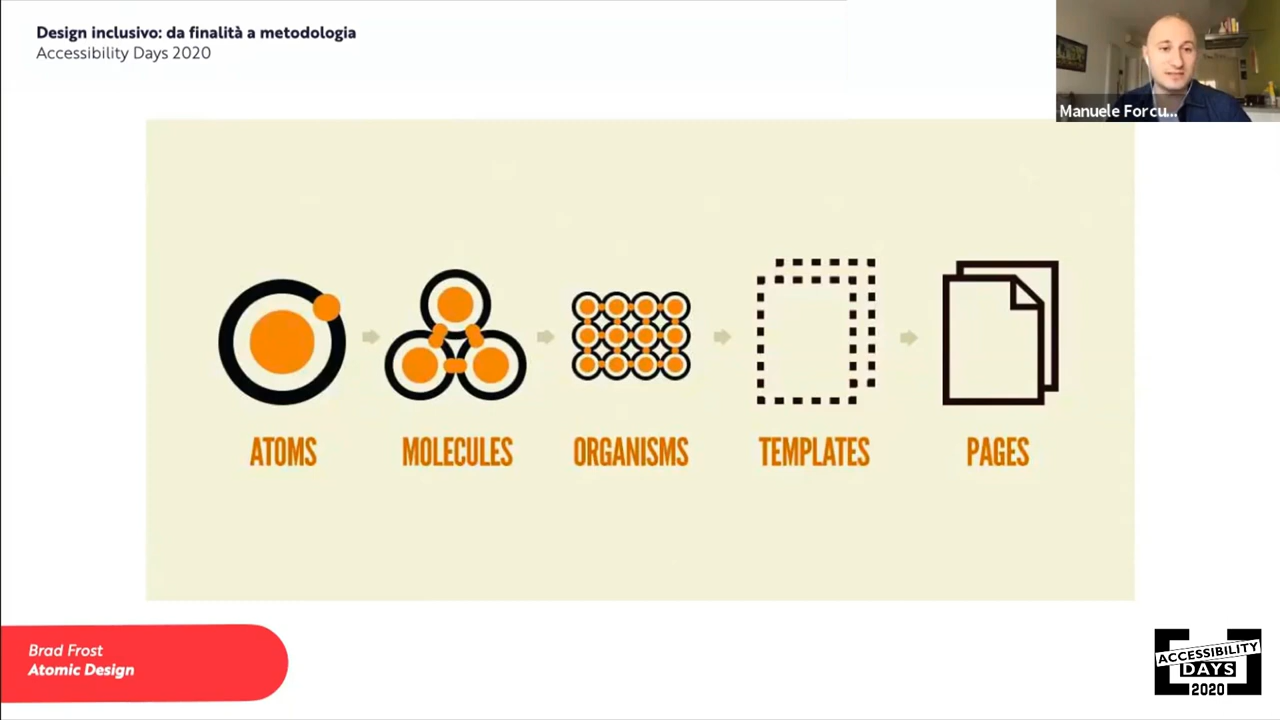 Design inclusivo: da finalità a metodologia
Accessibility Days 2020
Manuele Forcu...
ATOMS
MOLECULES
ORGANISMS
TEMPLATES
PAGES
Brad Frost
Atomic Design
ACCESSIBILITY
DAYS
2020